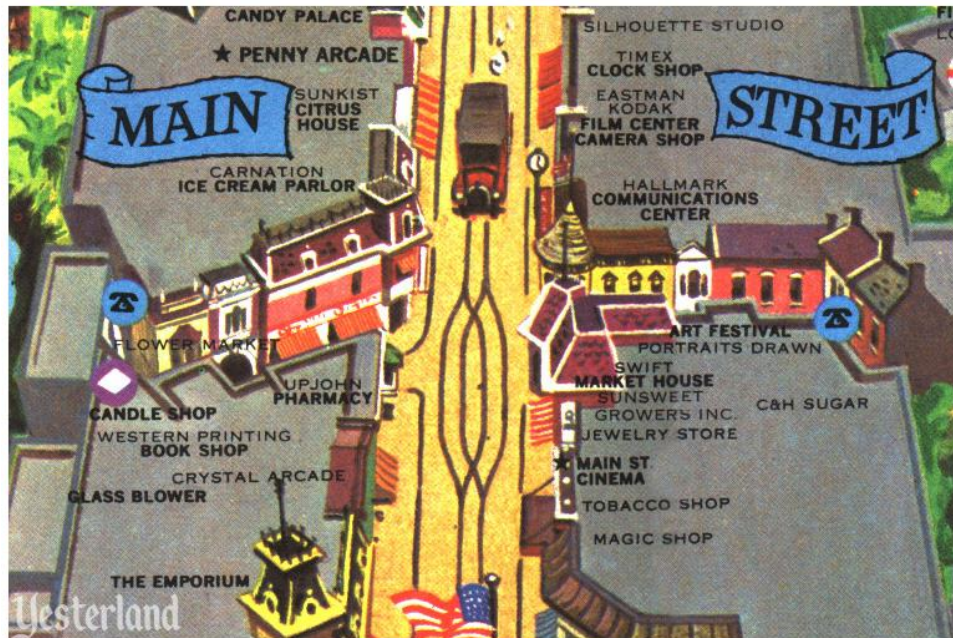 CANDY PALACE
★ PENNY ARCADE
SUNKIST
CITRUS
HOUSE
MAIN
CARNATION
ICE CREAM PARLOR
FLOWER MARKET
UPJOHN
PHARMACY
CANDLE SHOP
WESTERN PRINTING
BOOK SHOP
CRYSTAL ARCADE
GLASS BLOWER
THE EMPORIUM
Yesterland
SILHOUETTE STUDIO
TIMEX
CLOCK SHOP
EASTMAN
KODAK
FILM CENTER
CAMERA SHOP
STREET
HALLMARK
COMMUNICATIONS
CENTER
ART FESTIVAL
PORTRAITS DRAWN
SWIFT
MARKET HOUSE
SUNSWEET
GROWERS INC.
C&H SUGAR
JEWELRY STORE
★ MAIN ST.
CINEMA
TOBACCO SHOP
MAGIC SHOP